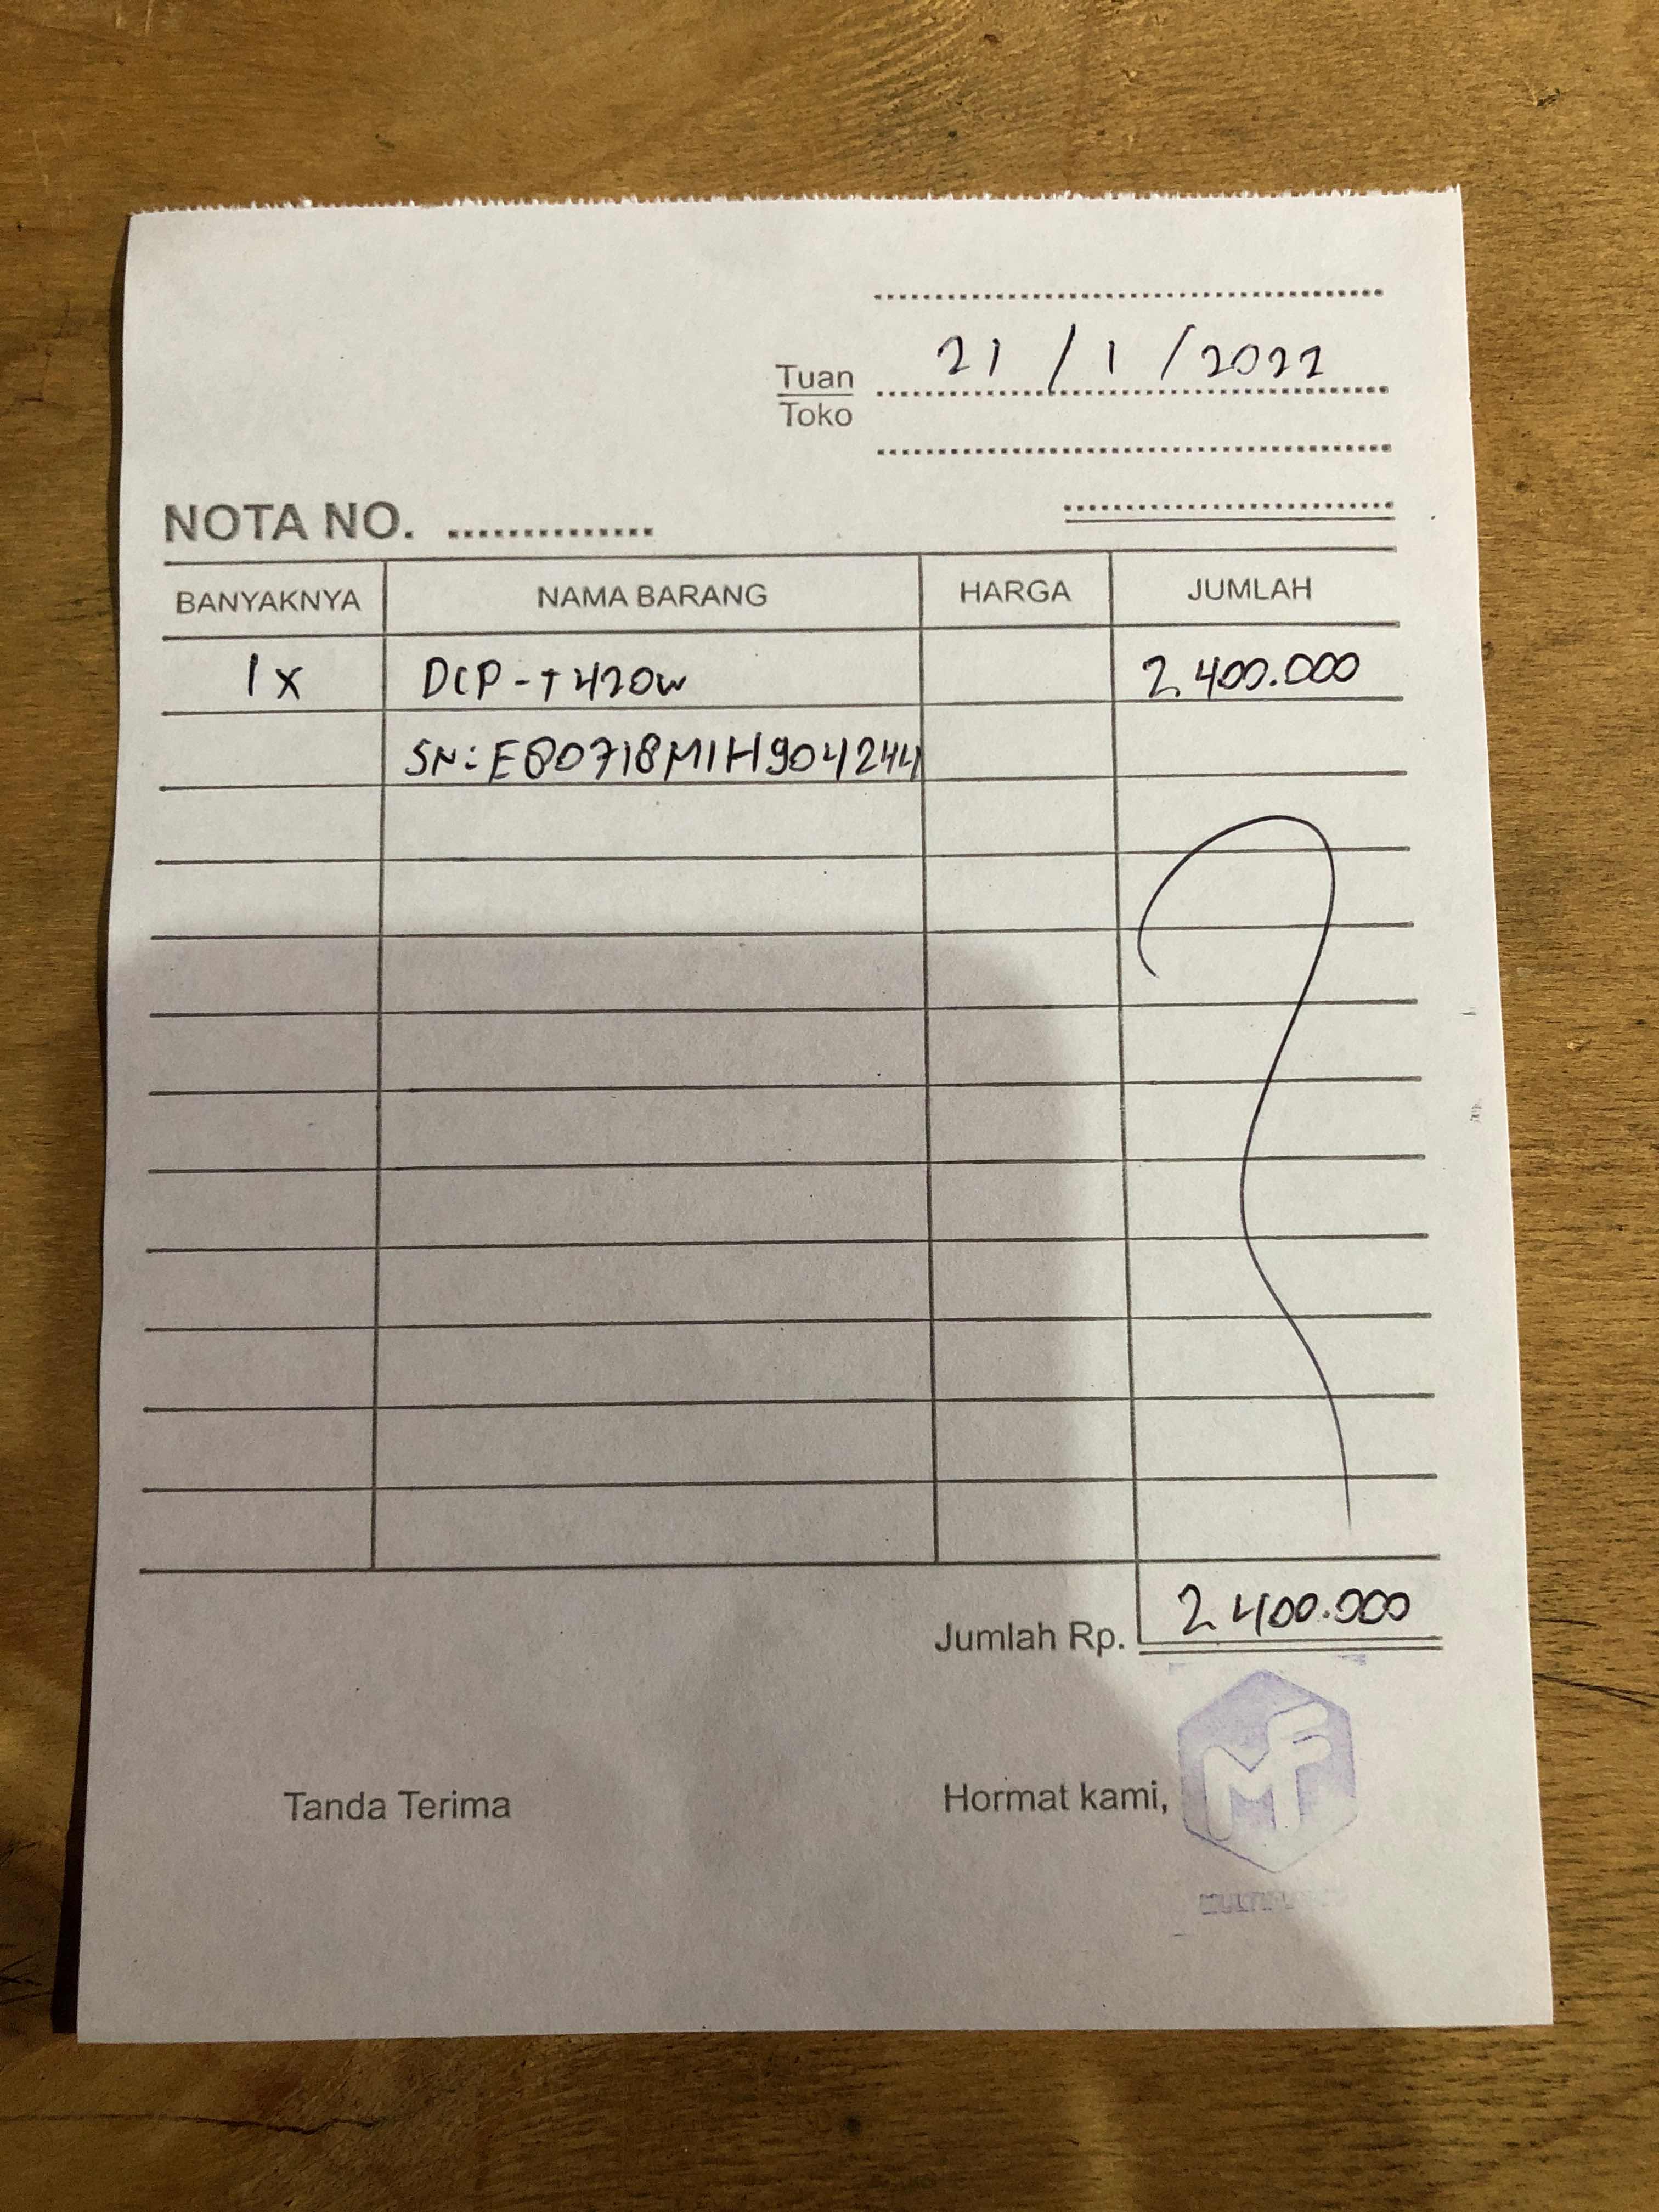 21 / 1 / 2022
Tuan
Toko
NOTA NO. ..............
BANYAKNYA NAMA BARANG HARGA JUMLAH
1x DCP-T420W 2.400.000
SN: E80718M1H904244
Jumlah Rp. 2.400.000
Tanda Terima Hormat kami,
MF